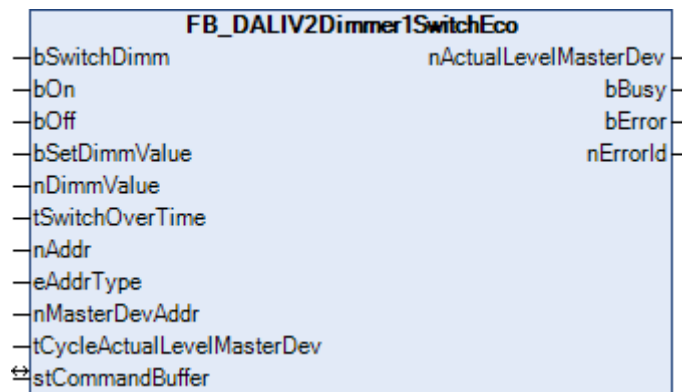 FB_DALIV2Dimmer1SwitchEco
bSwitchDimm nActualLevelMasterDev
bOn bBusy
bOff bError
bSetDimmValue nErrorId
nDimmValue
tSwitchOverTime
nAddr
eAddrType
nMasterDevAddr
tCycleActualLevelMasterDev
stCommandBuffer